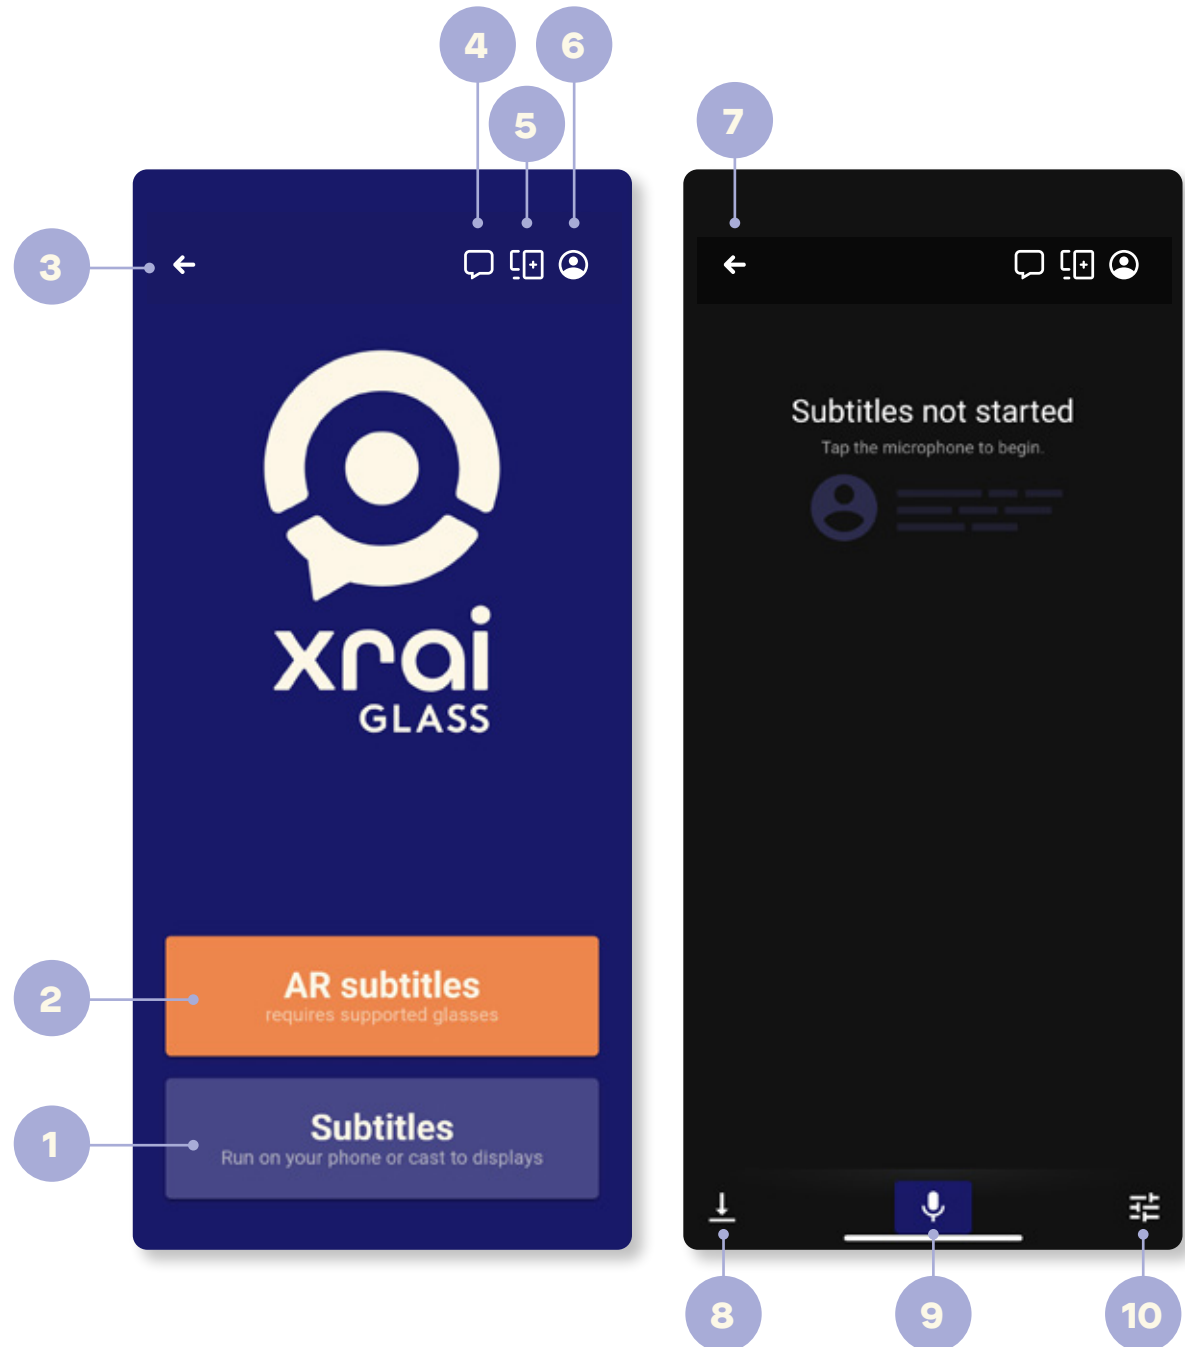 4
6
5
7
3
xrai
GLASS
Subtitles not started
Tap the microphone to begin.
2
AR subtitles
requires supported glasses
1
Subtitles
Run on your phone or cast to displays
8
9
10